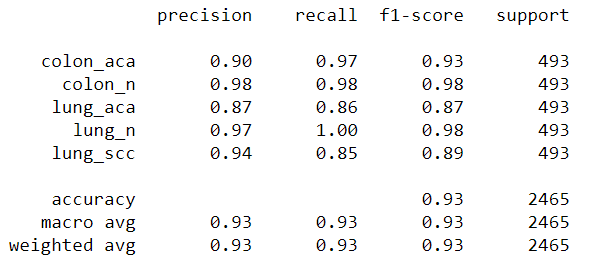 precision recall f1-score support
colon_aca 0.90 0.97 0.93 493
colon_n 0.98 0.98 0.98 493
lung_aca 0.87 0.86 0.87 493
lung_n 0.97 1.00 0.98 493
lung_scc 0.94 0.85 0.89 493
accuracy 0.93 2465
macro avg 0.93 0.93 0.93 2465
weighted avg 0.93 0.93 0.93 2465